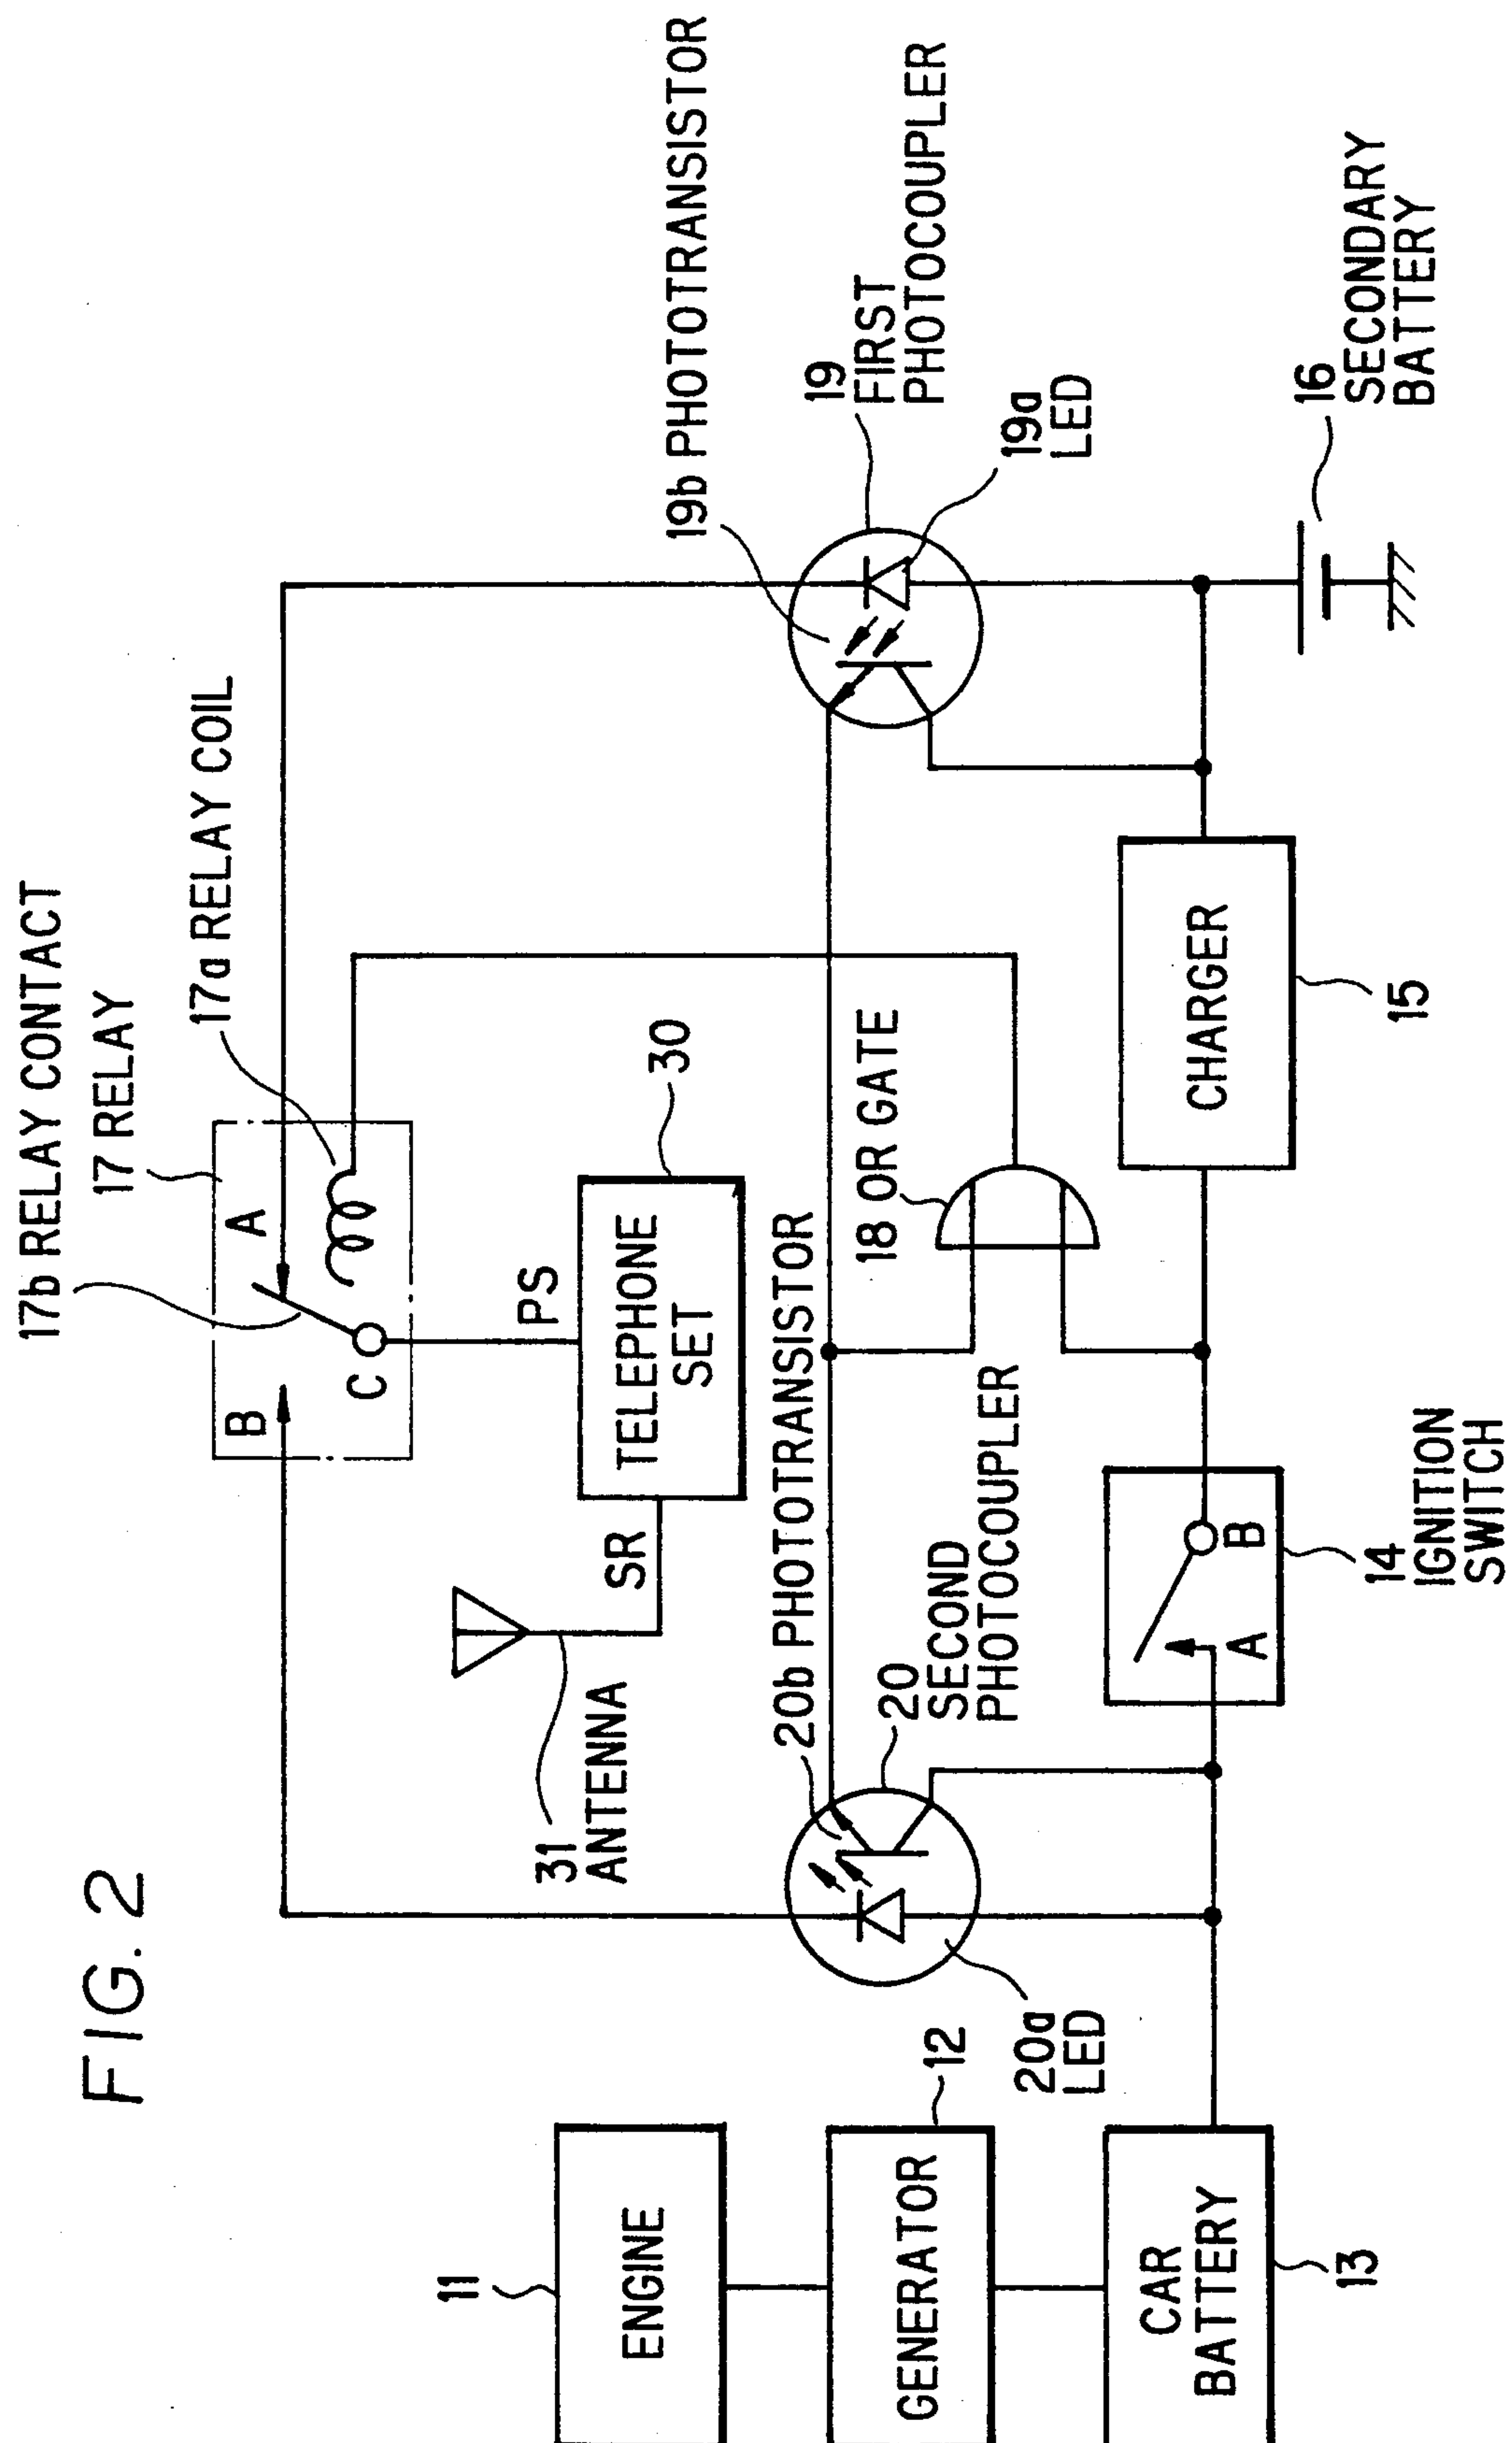 FIG. 2
17b RELAY CONTACT
17 RELAY
17a RELAY COIL
B
A
C
PS
30
TELEPHONE
SET
SR
31
ANTENNA
19b PHOTOTRANSISTOR
19
FIRST
PHOTOCOUPLER
19a
LED
20b PHOTOTRANSISTOR
20
SECOND
PHOTOCOUPLER
20a
LED
18 OR GATE
11
ENGINE
12
GENERATOR
CAR
BATTERY
13
A
B
14
IGNITION
SWITCH
CHARGER
15
16
SECONDARY
BATTERY